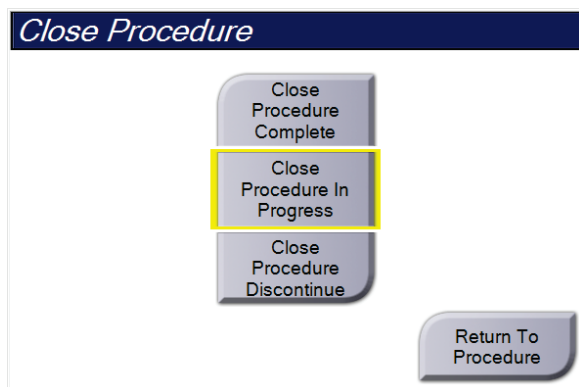 Close Procedure
Close
Procedure
Complete
Close
Procedure In
Progress
Close
Procedure
Discontinue
Return To
Procedure